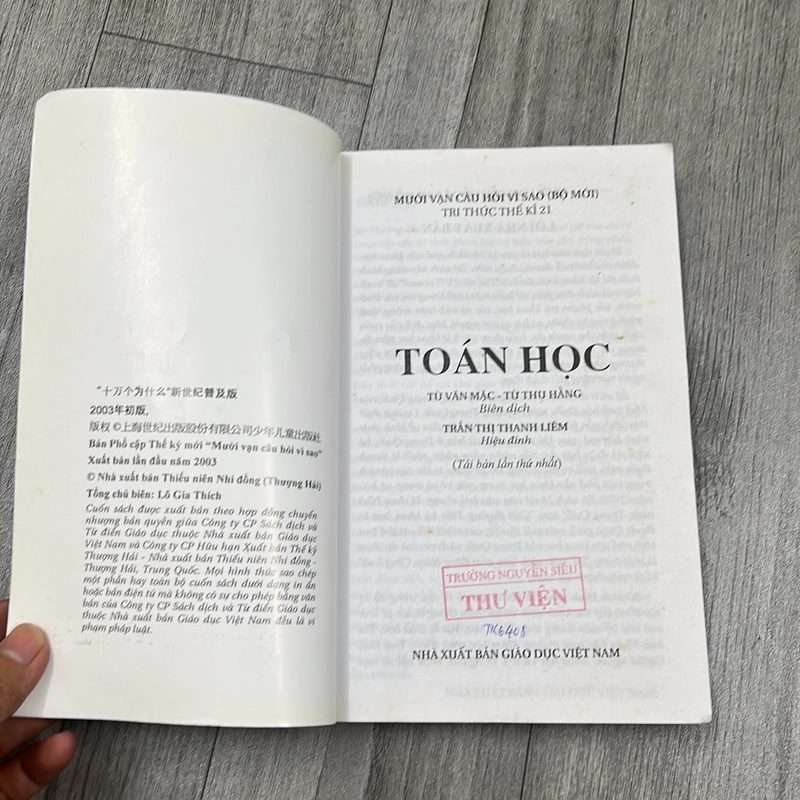 "十万个为什么"新世纪普及版
2003年初版,
版权 ©上海世纪出版股份有限公司少年儿童出版社
Bản Phổ cập Thế kỷ mới "Mười vạn câu hỏi vì sao"
Xuất bản lần đầu năm 2003
© Nhà xuất bản Thiếu niên Nhi đồng (Thượng Hải)
Tổng chủ biên: Lô Gia Thích
Cuốn sách được xuất bản theo hợp đồng chuyển
nhượng bản quyền giữa Công ty CP Sách dịch và
Từ điển Giáo dục thuộc Nhà xuất bản Giáo dục
Việt Nam và Công ty CP Hữu hạn Xuất bản Thế kỷ
Thượng Hải - Nhà xuất bản Thiếu niên Nhi đồng -
Thượng Hải, Trung Quốc. Mọi hình thức sao chép
một phần hay toàn bộ cuốn sách dưới dạng in ấn
hoặc bản điện tử mà không có sự cho phép bằng văn
bản của Công ty CP Sách dịch và Từ điển Giáo dục
thuộc Nhà xuất bản Giáo dục Việt Nam đều là vi
phạm pháp luật.
MƯỜI VẠN CÂU HỎI VÌ SAO (BỘ MỚI)
TRI THỨC THẾ KỈ 21
TOÁN HỌC
TỪ VĂN MẶC - TỪ THU HẰNG
Biên dịch
TRẦN THỊ THANH LIÊM
Hiệu đính
(Tái bản lần thứ nhất)
TRƯỜNG NGUYỄN SIÊU
THƯ VIỆN
TK6408
NHÀ XUẤT BẢN GIÁO DỤC VIỆT NAM